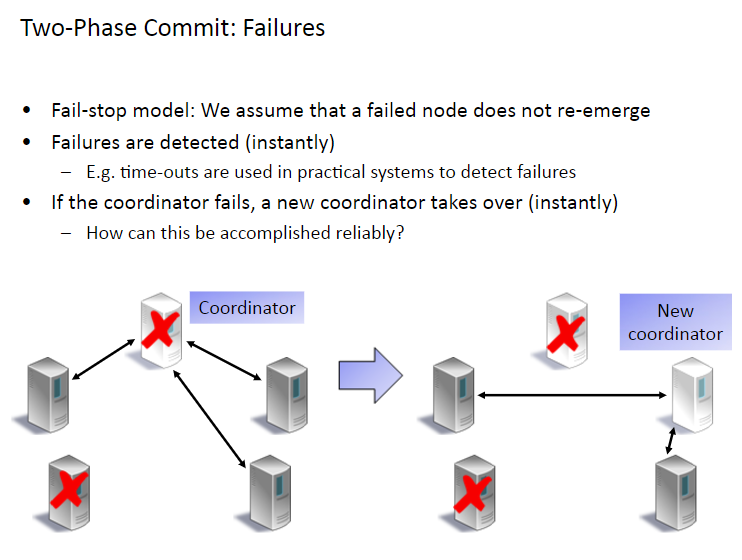 Two-Phase Commit: Failures
• Fail-stop model: We assume that a failed node does not re-emerge
• Failures are detected (instantly)
– E.g. time-outs are used in practical systems to detect failures
• If the coordinator fails, a new coordinator takes over (instantly)
– How can this be accomplished reliably?
Coordinator
New
coordinator